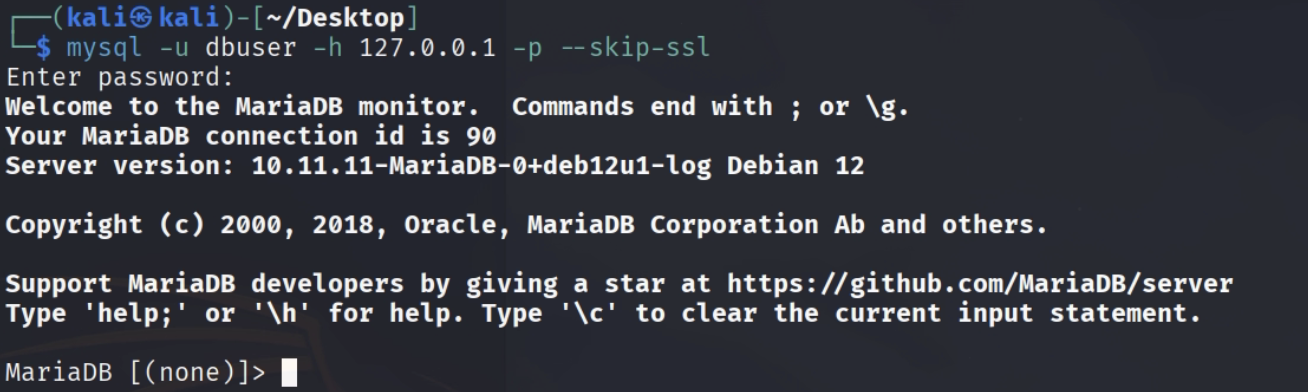 ┌──(kali㉿kali)-[~/Desktop]
└─$ mysql -u dbuser -h 127.0.0.1 -p --skip-ssl
Enter password:
Welcome to the MariaDB monitor.  Commands end with ; or \g.
Your MariaDB connection id is 90
Server version: 10.11.11-MariaDB-0+deb12u1-log Debian 12

Copyright (c) 2000, 2018, Oracle, MariaDB Corporation Ab and others.

Support MariaDB developers by giving a star at https://github.com/MariaDB/server
Type 'help;' or '\h' for help. Type '\c' to clear the current input statement.

MariaDB [(none)]>